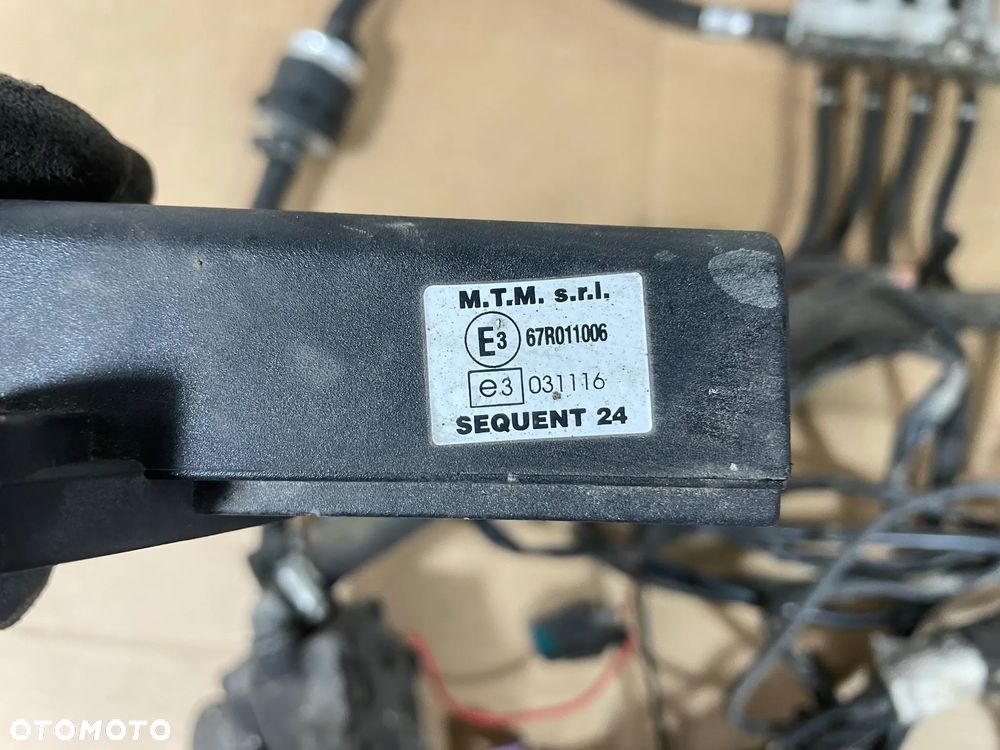 M.T.M. s.r.l.
E3 67R011006
e3 031116
SEQUENT 24
OTOMOTO